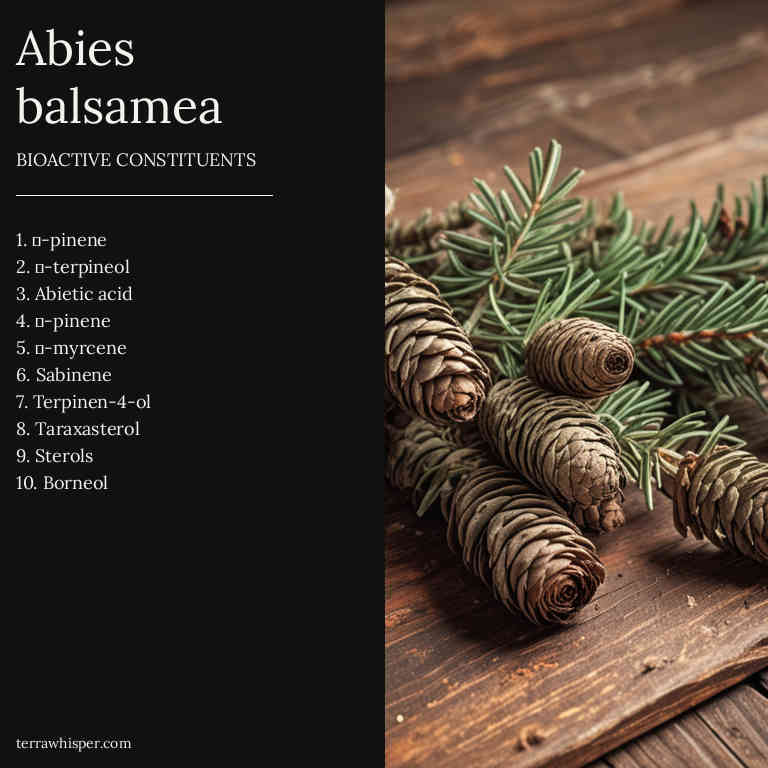 Abies
balsamea
BIOACTIVE CONSTITUENTS
1. □-pinene
2. □-terpineol
3. Abietic acid
4. □-pinene
5. □-myrcene
6. Sabinene
7. Terpinen-4-ol
8. Taraxasterol
9. Sterols
10. Borneol
terrawhisper.com